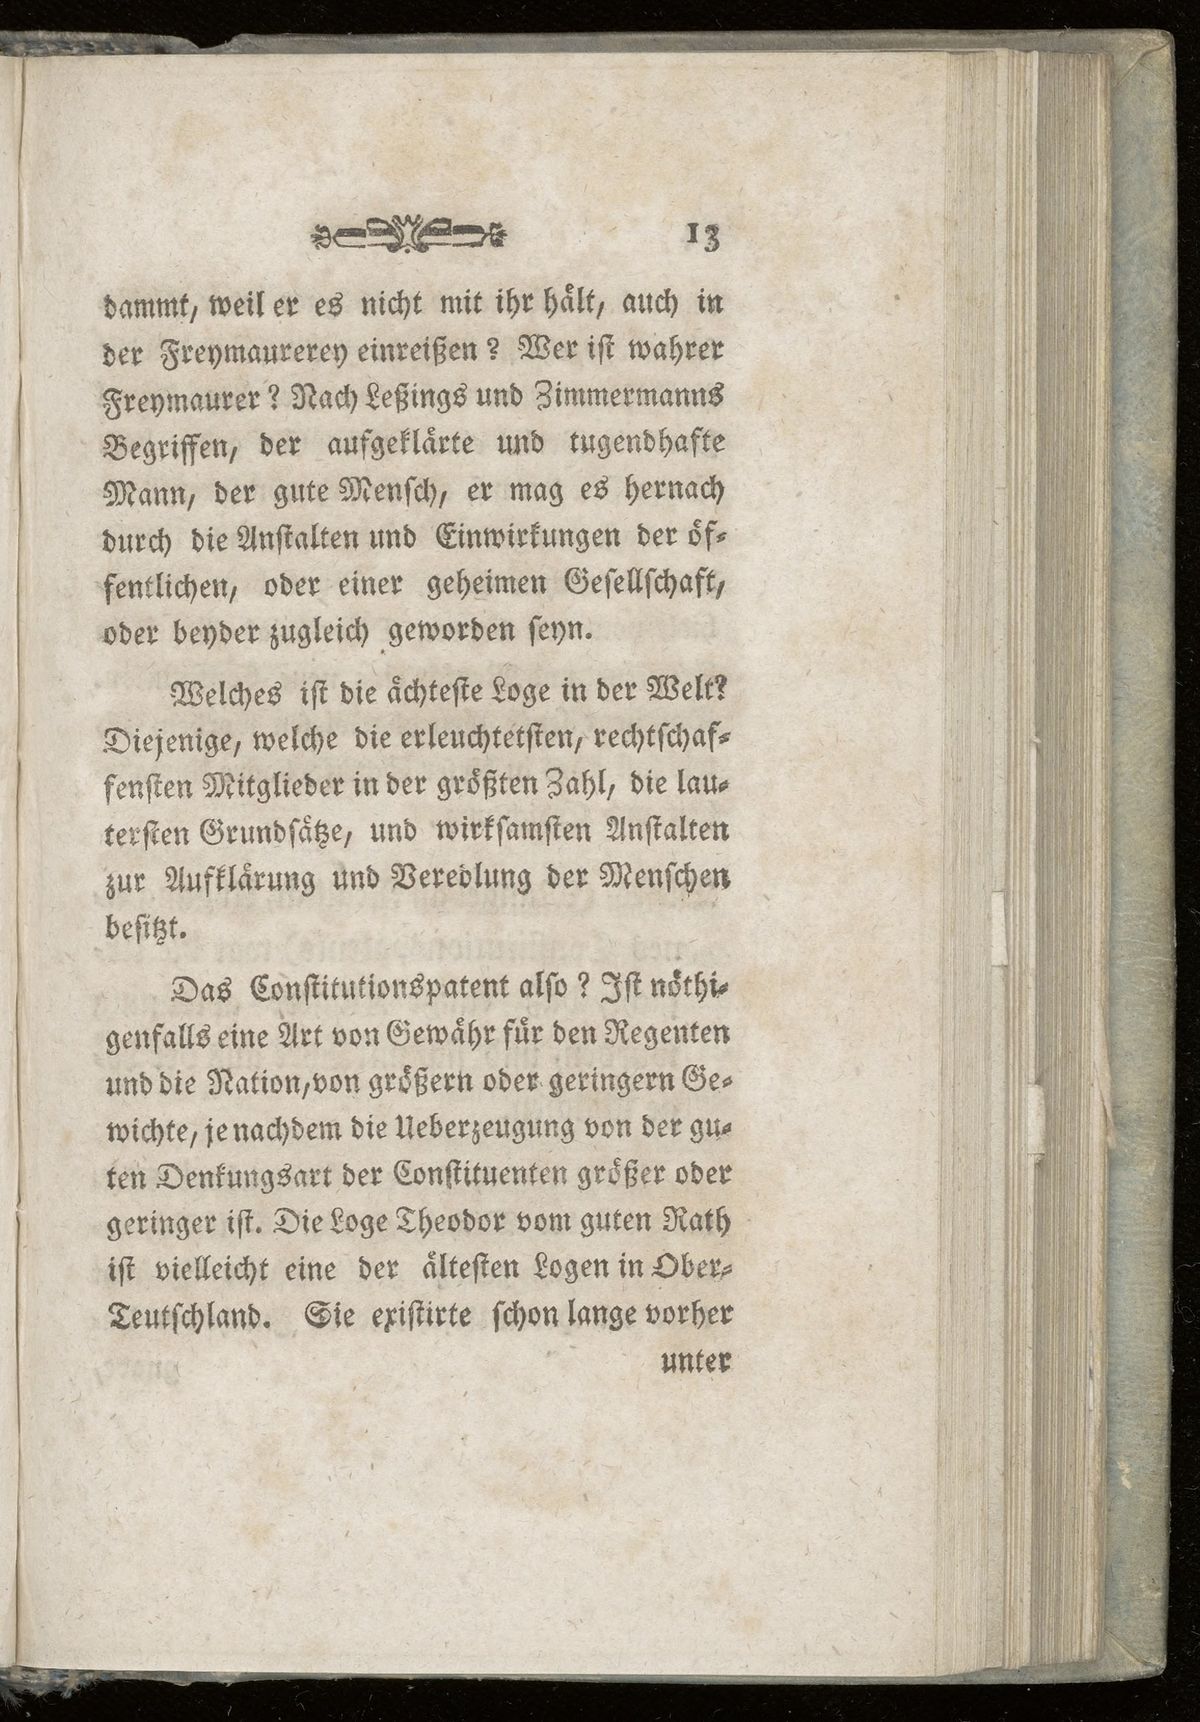 13
dammt, weil er es nicht mit ihr hält, auch in
der Freymaurerey einreißen? Wer ist wahrer
Freymaurer? Nach Leßings und Zimmermanns
Begriffen, der aufgeklärte und tugendhafte
Mann, der gute Mensch, er mag es hernach
durch die Anstalten und Einwirkungen der öf-
fentlichen, oder einer geheimen Gesellschaft,
oder beyder zugleich geworden seyn.
Welches ist die ächteste Loge in der Welt?
Diejenige, welche die erleuchtetsten, rechtschaf-
fensten Mitglieder in der größten Zahl, die lau-
tersten Grundsätze, und wirksamsten Anstalten
zur Aufklärung und Veredlung der Menschen
besitzt.
Das Constitutionspatent also? Ist nöthi-
genfalls eine Art von Gewähr für den Regenten
und die Nation, von größern oder geringern Ge-
wichte, je nachdem die Ueberzeugung von der gu-
ten Denkungsart der Constituenten größer oder
geringer ist. Die Loge Theodor vom guten Rath
ist vielleicht eine der ältesten Logen in Ober-
Teutschland. Sie existirte schon lange vorher
unter